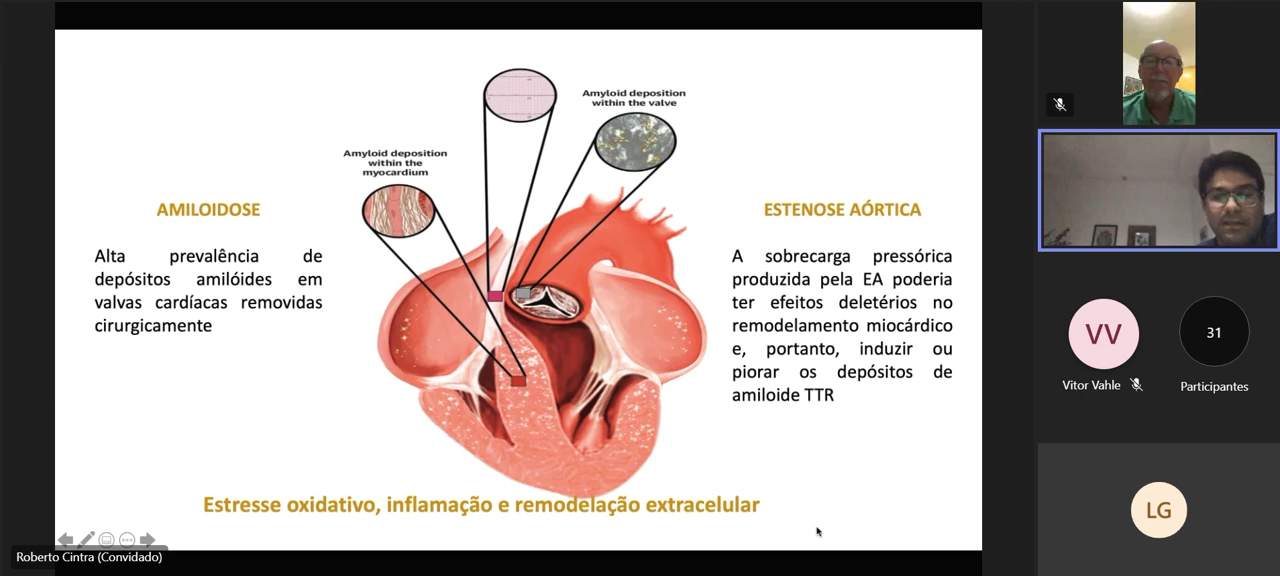 Amyloid deposition
within the
myocardium
Amyloid deposition
within the valve
AMILOIDOSE
Alta prevalência de
depósitos amilóides em
valvas cardíacas removidas
cirurgicamente
ESTENOSE AÓRTICA
A sobrecarga pressórica
produzida pela EA poderia
ter efeitos deletérios no
remodelamento miocárdico
e, portanto, induzir ou
piorar os depósitos de
amiloide TTR
Estresse oxidativo, inflamação e remodelação extracelular
Roberto Cintra (Convidado)
VV
Vitor Vahle
31
Participantes
LG